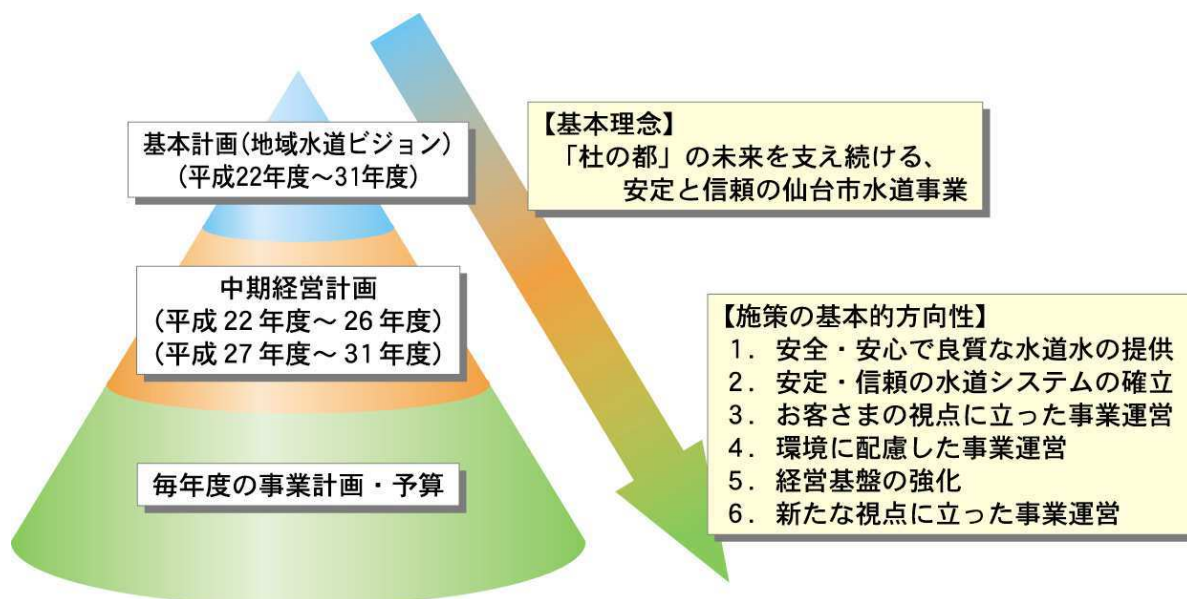 基本計画(地域水道ビジョン)
(平成22年度～31年度)
【基本理念】
「杜の都」の未来を支え続ける、
安定と信頼の仙台市水道事業
中期経営計画
(平成 22 年度～ 26 年度)
(平成 27 年度～ 31 年度)
【施策の基本的方向性】
1．安全・安心で良質な水道水の提供
2．安定・信頼の水道システムの確立
3．お客さまの視点に立った事業運営
4．環境に配慮した事業運営
5．経営基盤の強化
6．新たな視点に立った事業運営
毎年度の事業計画・予算